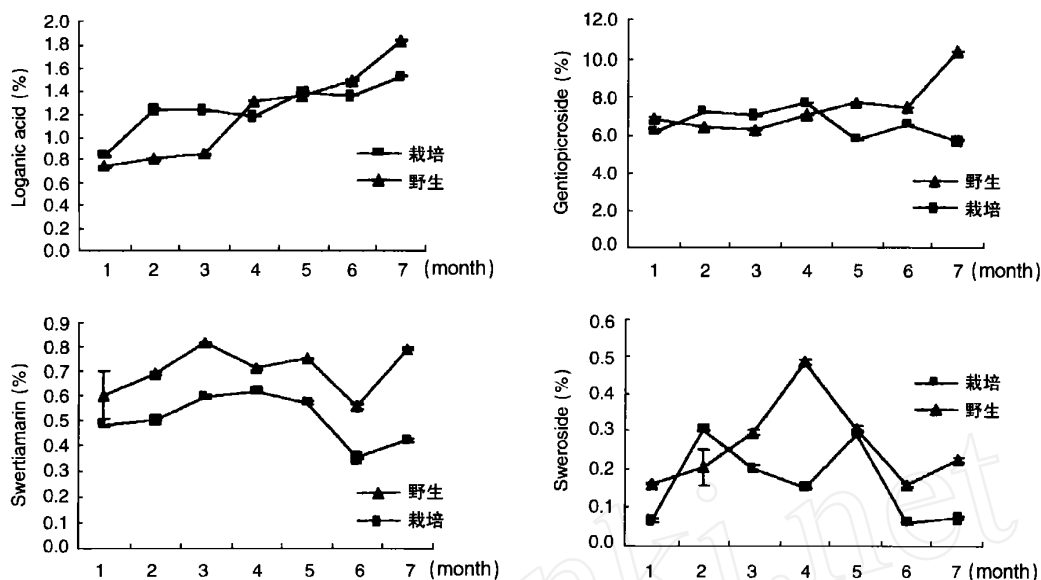 Loganic acid (%)
2.0
1.8
1.6
1.4
1.2
1.0
0.8
0.6
0.4
0.2
0.0
栽培
野生
1 2 3 4 5 6 7 (month)
Gentiopicroside (%)
12.0
10.0
8.0
6.0
4.0
2.0
0.0
野生
栽培
1 2 3 4 5 6 7 (month)
Swertiamarin (%)
0.9
0.8
0.7
0.6
0.5
0.4
0.3
0.2
0.1
0.0
野生
栽培
1 2 3 4 5 6 7 (month)
Sweroside (%)
0.6
0.5
0.4
0.3
0.2
0.1
0.0
栽培
野生
1 2 3 4 5 6 7 (month)
nki.net